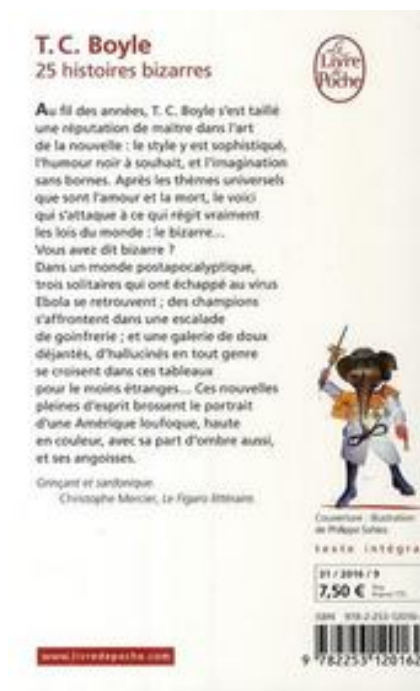 T. C. Boyle
25 histoires bizarres
Le
Livre
de
Poche
Au fil des années, T. C. Boyle s'est taillé
une réputation de maître dans l'art
de la nouvelle : le style y est sophistiqué,
l'humour noir à souhait, et l'imagination
sans bornes. Après les thèmes universels
que sont l'amour et la mort, le voici
qui s'attaque à ce qui régit vraiment
les lois du monde : le bizarre...
Vous avez dit bizarre ?
Dans un monde postapocalyptique,
trois solitaires qui ont échappé au virus
Ebola se retrouvent ; des champions
s'affrontent dans une escalade
de goinfrerie ; et une galerie de doux
déjantés, d'hallucinés en tout genre
se croisent dans ces tableaux
pour le moins étranges... Ces nouvelles
pleines d'esprit brossent le portrait
d'une Amérique loufoque, haute
en couleur, avec sa part d'ombre aussi,
et ses angoisses.
Grinçant et sardonique.
Christophe Mercier, Le Figaro littéraire.
Couverture : illustration
de Philippe
texte intégra
31 / 2016 / 9
7,50 €
ISBN 978-2-253-12016-
9 782253 120162
www.livredepoche.com